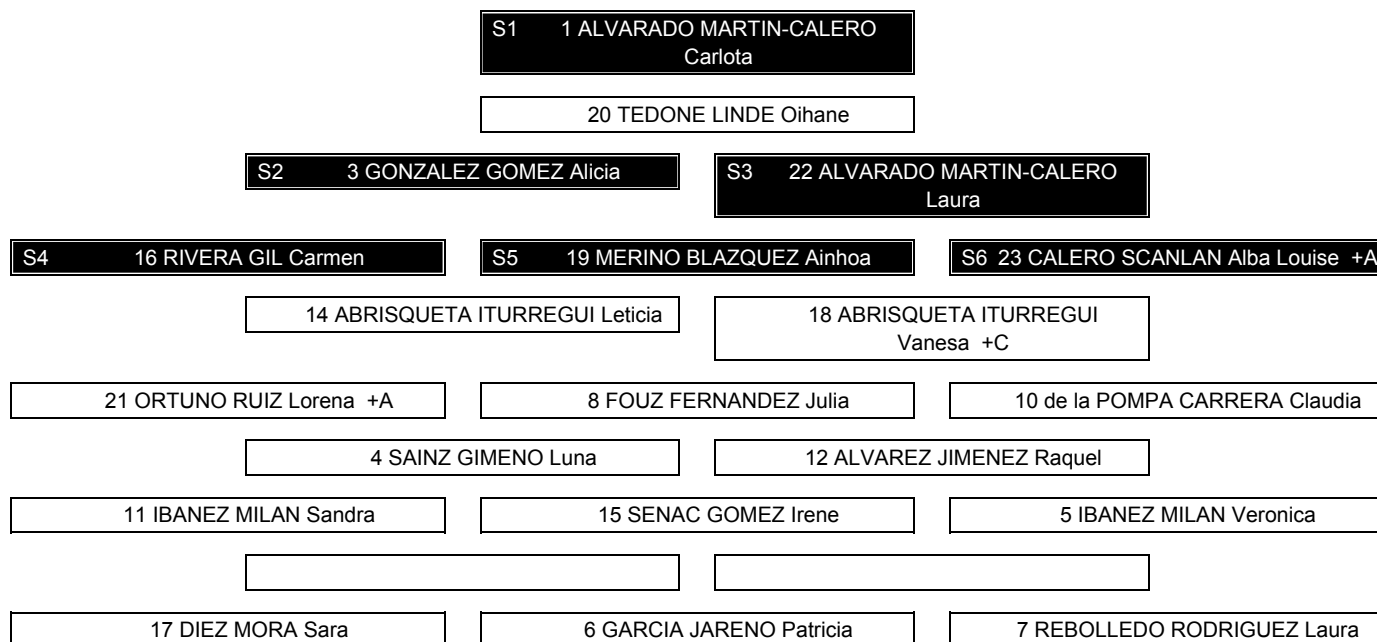 S1 1 ALVARADO MARTIN-CALERO
Carlota
20 TEDONE LINDE Oihane
S2 3 GONZALEZ GOMEZ Alicia
S3 22 ALVARADO MARTIN-CALERO
Laura
S4 16 RIVERA GIL Carmen
S5 19 MERINO BLAZQUEZ Ainhoa
S6 23 CALERO SCANLAN Alba Louise +A
14 ABRISQUETA ITURREGUI Leticia
18 ABRISQUETA ITURREGUI
Vanesa +C
21 ORTUNO RUIZ Lorena +A
8 FOUZ FERNANDEZ Julia
10 de la POMPA CARRERA Claudia
4 SAINZ GIMENO Luna
12 ALVAREZ JIMENEZ Raquel
11 IBANEZ MILAN Sandra
15 SENAC GOMEZ Irene
5 IBANEZ MILAN Veronica
17 DIEZ MORA Sara
6 GARCIA JARENO Patricia
7 REBOLLEDO RODRIGUEZ Laura